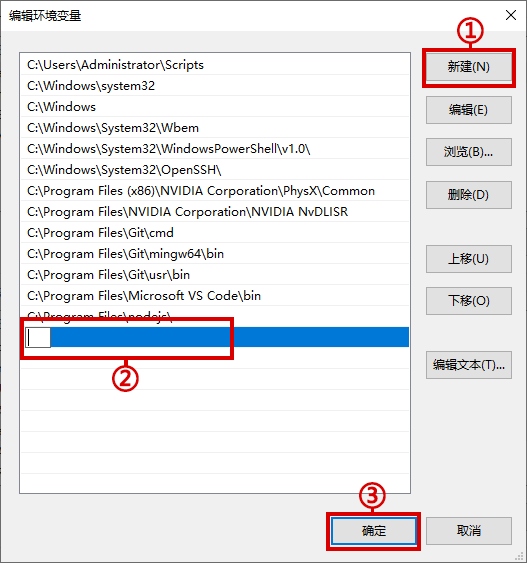 编辑环境变量
①
C:\Users\Administrator\Scripts
新建(N)
C:\Windows\system32
C:\Windows
编辑(E)
C:\Windows\System32\Wbem
C:\Windows\System32\WindowsPowerShell\v1.0\
浏览(B)...
C:\Windows\System32\OpenSSH\
C:\Program Files (x86)\NVIDIA Corporation\PhysX\Common
删除(D)
C:\Program Files\NVIDIA Corporation\NVIDIA NvDLISR
C:\Program Files\Git\cmd
C:\Program Files\Git\mingw64\bin
上移(U)
C:\Program Files\Git\usr\bin
C:\Program Files\Microsoft VS Code\bin
下移(O)
C:\Program Files\nodejs\
②
编辑文本(T)...
③
确定
取消